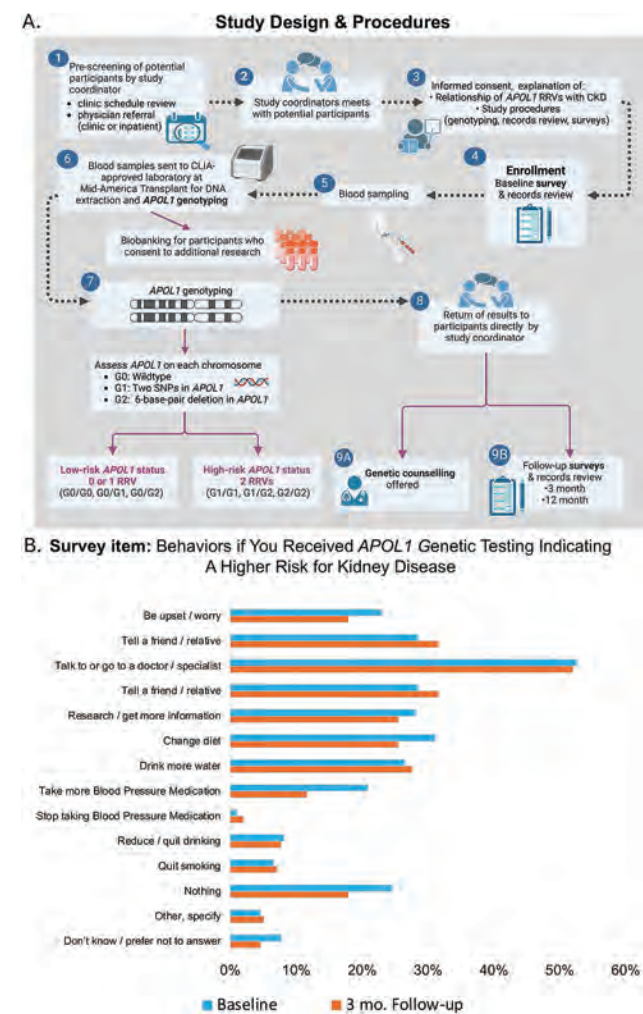 A.
Study Design & Procedures
1
Pre-screening of potential
participants by study
coordinator
• clinic schedule review
• physician referral
(clinic or inpatient)
2
Study coordinators meets
with potential participants
3
Informed consent, explanation of:
• Relationship of APOL1 RRVs with CKD
• Study procedures
(genotyping, records review, surveys)
4
Enrollment
Baseline survey
& records review
5
Blood sampling
6
Blood samples sent to CLIA-
approved laboratory at
Mid-America Transplant for DNA
extraction and APOL1 genotyping
Biobanking for participants who
consent to additional research
7
APOL1 genotyping
8
Return of results to
participants directly by
study coordinator
Assess APOL1 on each chromosome
• G0: Wildtype
• G1: Two SNPs in APOL1
• G2: 6-base-pair deletion in APOL1
Low-risk APOL1 status
0 or 1 RRV
(G0/G0, G0/G1, G0/G2)
High-risk APOL1 status
2 RRVs
(G1/G1, G1/G2, G2/G2)
9A
Genetic counselling
offered
9B
Follow-up surveys
& records review
•3 month
•12 month
B. Survey item: Behaviors if You Received APOL1 Genetic Testing Indicating
A Higher Risk for Kidney Disease
Be upset / worry
Tell a friend / relative
Talk to or go to a doctor / specialist
Tell a friend / relative
Research / get more information
Change diet
Drink more water
Take more Blood Pressure Medication
Stop taking Blood Pressure Medication
Reduce / quil drinking
Quit smoking
Nothing
Other, specify
Don't know / prefer not to answer
0% 10% 20% 30% 40% 50% 60%
Baseline 3 mo. Follow-up